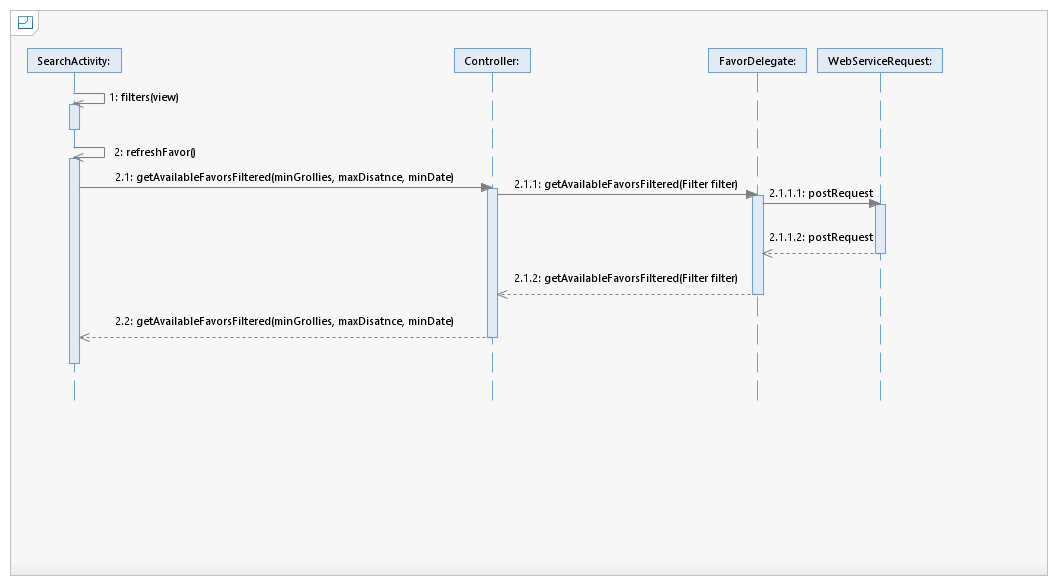 SearchActivity:
Controller:
FavorDelegate:
WebServiceRequest:
1: filters(view)
2: refreshFavor()
2.1: getAvailableFavorsFiltered(minGrollies, maxDisatnce, minDate)
2.1.1: getAvailableFavorsFiltered(Filter filter)
2.1.1.1: postRequest
2.1.1.2: postRequest
2.1.2: getAvailableFavorsFiltered(Filter filter)
2.2: getAvailableFavorsFiltered(minGrollies, maxDisatnce, minDate)